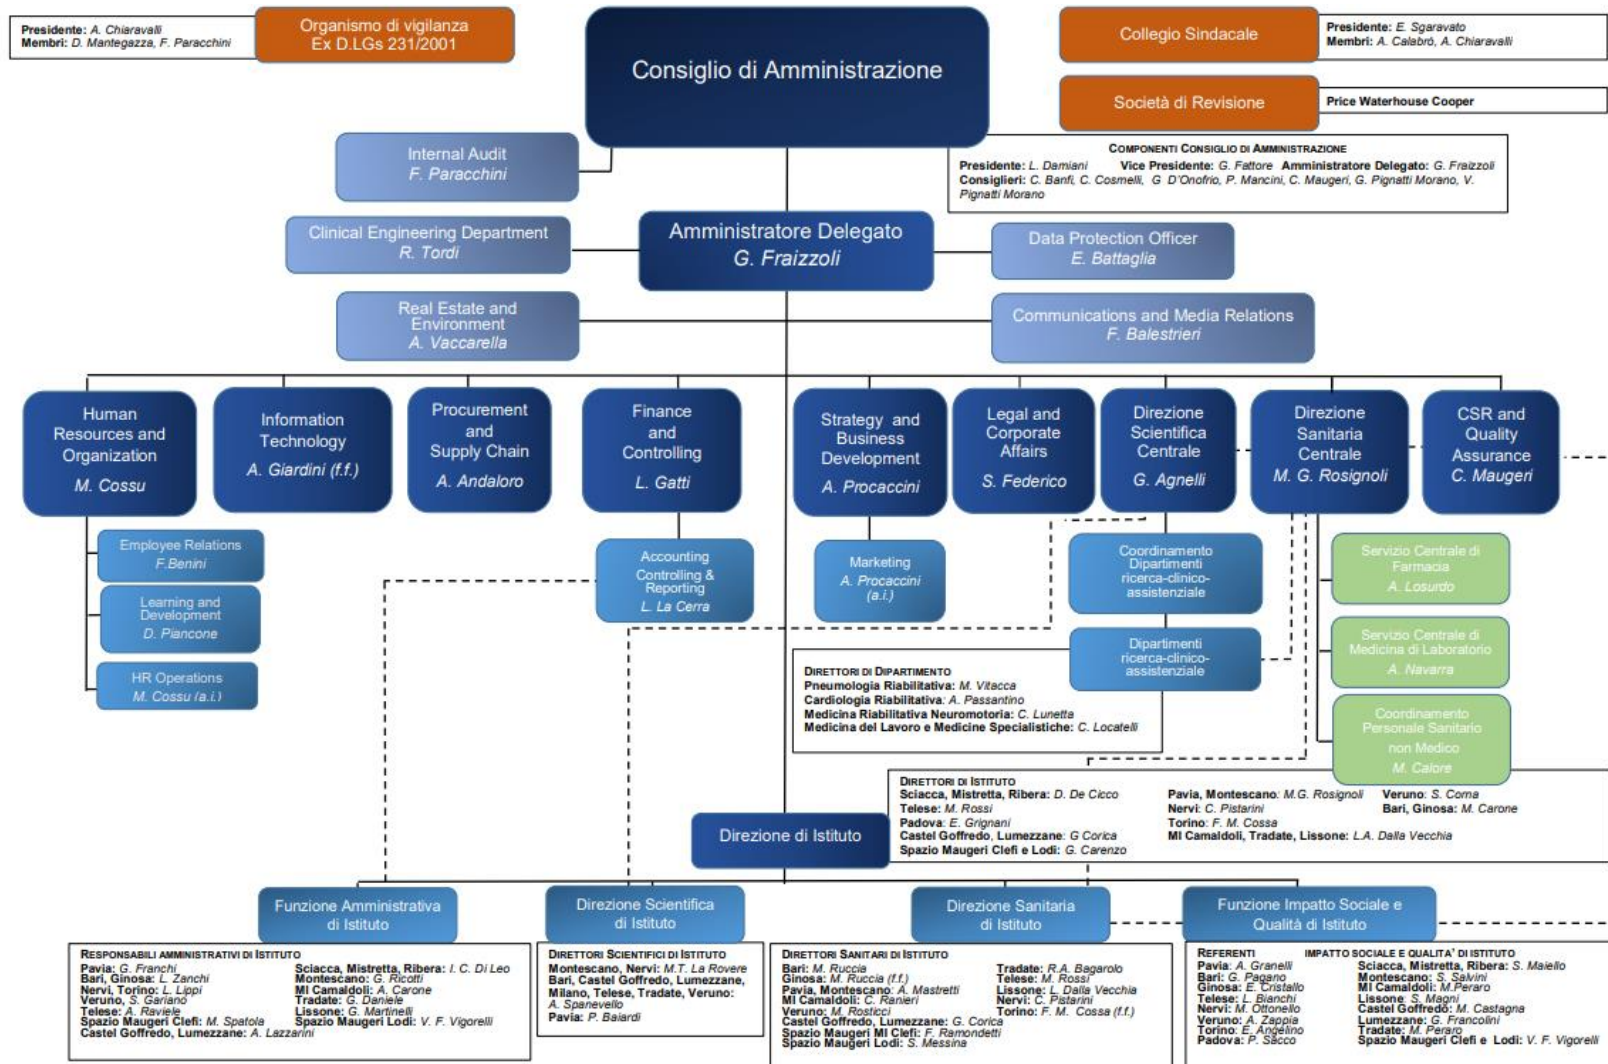 Presidente: A. Chiaravalli
Membri: D. Mantegazza, F. Paracchini
Organismo di vigilanza
Ex D.LGs 231/2001
Consiglio di Amministrazione
Collegio Sindacale
Presidente: E. Sgaravato
Membri: A. Calabrò, A. Chiaravalli
Società di Revisione
Price Waterhouse Cooper
COMPONENTI CONSIGLIO DI AMMINISTRAZIONE
Presidente: L. Damiani Vice Presidente: G. Fattore Amministratore Delegato: G. Fraizzoli
Consiglieri: C. Banfi, C. Cosmelli, G D'Onofrio, P. Mancini, C. Maugeri, G. Pignatti Morano, V.
Pignatti Morano
Internal Audit
F. Paracchini
Clinical Engineering Department
R. Tordi
Amministratore Delegato
G. Fraizzoli
Data Protection Officer
E. Battaglia
Real Estate and
Environment
A. Vaccarella
Communications and Media Relations
F. Balestrieri
Human
Resources and
Organization
M. Cossu
Information
Technology
A. Giardini (f.f.)
Procurement
and
Supply Chain
A. Andaloro
Finance
and
Controlling
L. Gatti
Strategy and
Business
Development
A. Procaccini
Legal and
Corporate
Affairs
S. Federico
Direzione
Scientifica
Centrale
G. Agnelli
Direzione
Sanitaria
Centrale
M. G. Rosignoli
CSR and
Quality
Assurance
C. Maugeri
Employee Relations
F.Benini
Learning and
Development
D. Piancone
HR Operations
M. Cossu (a.i.)
Accounting
Controlling &
Reporting
L. La Cerra
Marketing
A. Procaccini
(a.i.)
Coordinamento
Dipartimenti
ricerca-clinico-
assistenziale
Dipartimenti
ricerca-clinico-
assistenziale
Servizio Centrale di
Farmacia
A. Losurdo
Servizio Centrale di
Medicina di Laboratorio
A. Navarra
Coordinamento
Personale Sanitario
non Medico
M. Calore
DIRETTORI DI DIPARTIMENTO
Pneumologia Riabilitativa: M. Vitacca
Cardiologia Riabilitativa: A. Passantino
Medicina Riabilitativa Neuromotoria: C. Lunetta
Medicina del Lavoro e Medicine Specialistiche: C. Locatelli
DIRETTORI DI ISTITUTO
Sciacca, Mistretta, Ribera: D. De Cicco
Telese: M. Rossi
Padova: E. Grignani
Castel Goffredo, Lumezzane: G Corica
Spazio Maugeri Clefi e Lodi: G. Carenzo
Pavia, Montescano: M.G. Rosignoli
Nervi: C. Pistarini
Torino: F. M. Cossa
MI Camaldoli, Tradate, Lissone: L.A. Dalla Vecchia
Veruno: S. Corna
Bari, Ginosa: M. Carone
Direzione di Istituto
Funzione Amministrativa
di Istituto
Direzione Scientifica
di Istituto
Direzione Sanitaria
di Istituto
Funzione Impatto Sociale e
Qualità di Istituto
RESPONSABILI AMMINISTRATIVI DI ISTITUTO
Pavia: G. Franchi
Bari, Ginosa: L. Zanchi
Nervi, Torino: L. Lippi
Veruno, S. Gariano
Telese: A. Raviele
Spazio Maugeri Clefi: M. Spatola
Castel Goffredo, Lumezzane: A. Lazzarini
Sciacca, Mistretta, Ribera: I. C. Di Leo
Montescano: G. Ricotti
MI Camaldoli: A. Carone
Tradate: G. Daniele
Lissone: G. Martinelli
Spazio Maugeri Lodi: V. F. Vigorelli
DIRETTORI SCIENTIFICI DI ISTITUTO
Montescano, Nervi: M.T. La Rovere
Bari, Castel Goffredo, Lumezzane,
Milano, Telese, Tradate, Veruno:
A. Spanevello
Pavia: P. Baiardi
DIRETTORI SANITARI DI ISTITUTO
Bari: M. Ruccia
Ginosa: M. Ruccia (f.f.)
Pavia, Montescano: A. Mastretti
MI Camaldoli: C. Ranieri
Veruno: M. Rosticci
Castel Goffredo, Lumezzane: G. Corica
Spazio Maugeri MI Clefi: F. Ramondetti
Spazio Maugeri Lodi: S. Messina
Tradate: R.A. Bagarolo
Telese: M. Rossi
Lissone: L. Dalla Vecchia
Nervi: C. Pistarini
Torino: F. M. Cossa (f.f.)
REFERENTI IMPATTO SOCIALE E QUALITA' DI ISTITUTO
Pavia: A. Granelli
Bari: G. Pagano
Ginosa: E. Cristallo
Telese: L. Bianchi
Nervi: M. Ottonello
Veruno: A. Zappia
Torino: E. Angelino
Padova: P. Sacco
Sciacca, Mistretta, Ribera: S. Maiello
Montescano: S. Salvini
MI Camaldoli: M.Peraro
Lissone: S. Magni
Castel Goffredo: M. Castagna
Lumezzane: G. Francolini
Tradate: M. Peraro
Spazio Maugeri Clefi e Lodi: V. F. Vigorelli